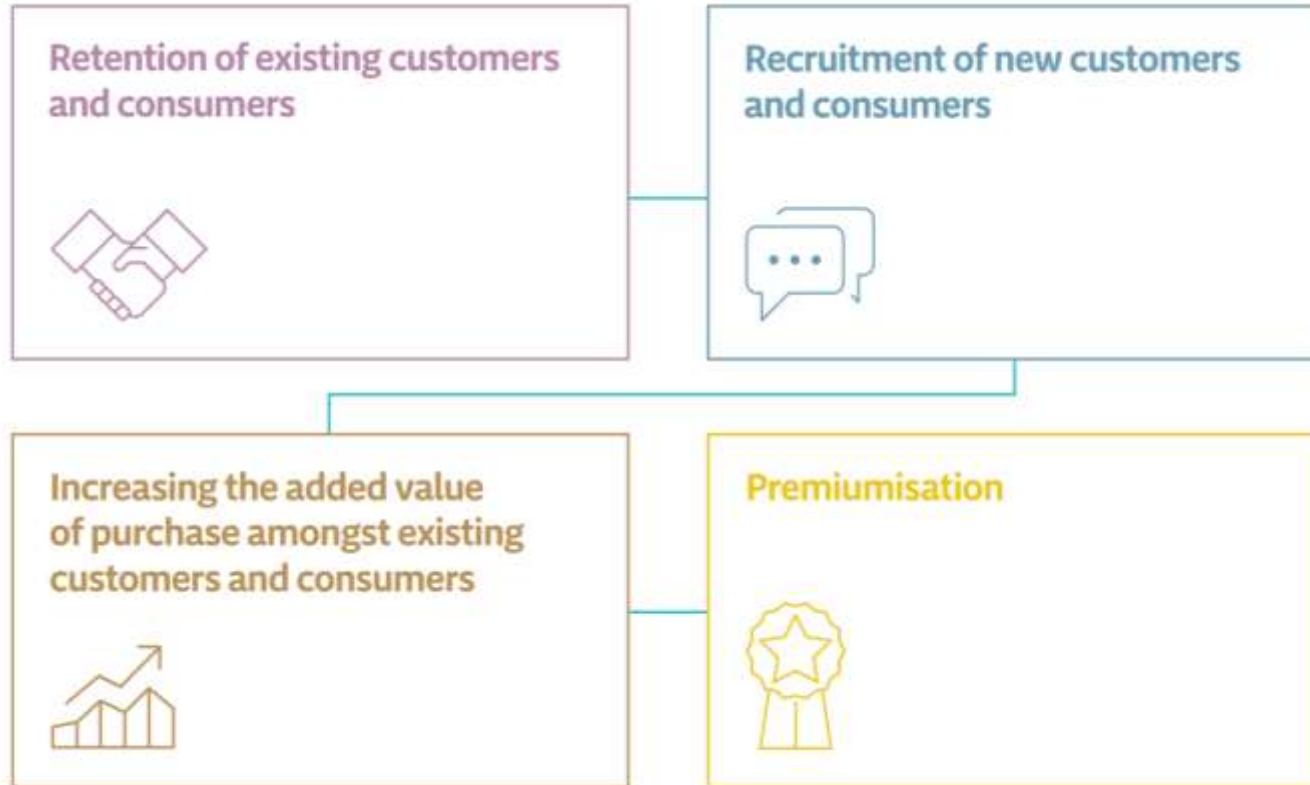 Retention of existing customers
and consumers
Recruitment of new customers
and consumers
Increasing the added value
of purchase amongst existing
customers and consumers
Premiumisation